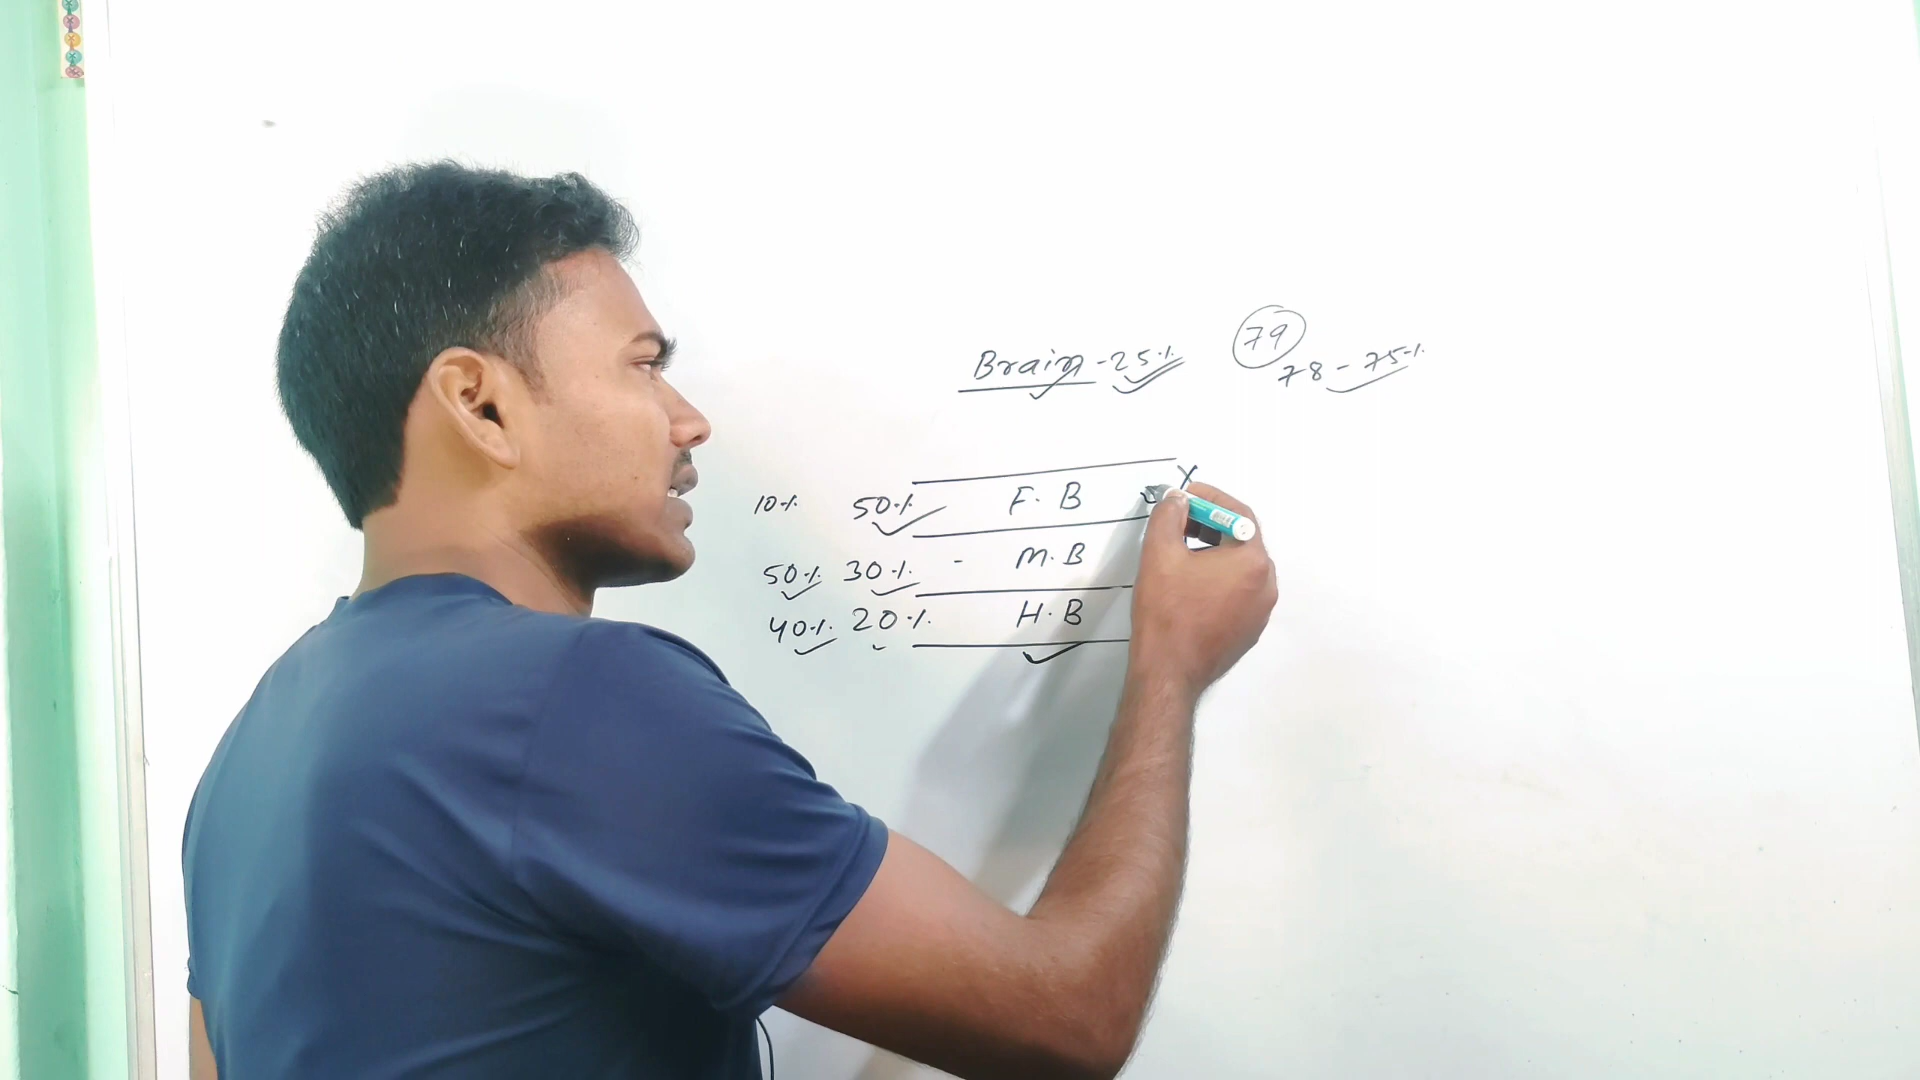 79
Brain - 25%
78 - 75%
10% 50% F. B
50% 30% - M. B
40% 20% H. B